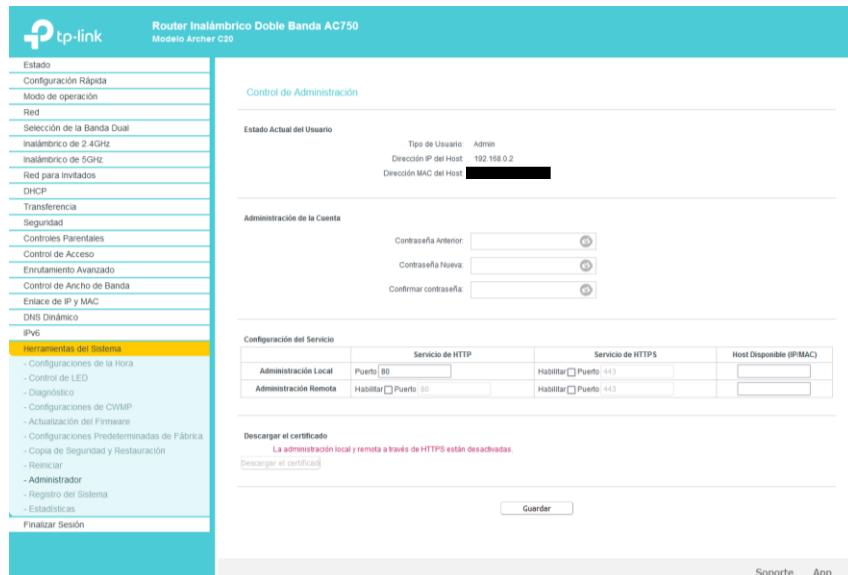 tp-link
Router Inalámbrico Doble Banda AC750
Modelo Archer C20
Estado
Configuración Rápida
Modo de operación
Red
Selección de la Banda Dual
Inalámbrico de 2.4GHz
Inalámbrico de 5GHz
Red para Invitados
DHCP
Transferencia
Seguridad
Controles Parentales
Control de Acceso
Enrutamiento Avanzado
Control de Ancho de Banda
Enlace de IP y MAC
DNS Dinámico
IPv6
Herramientas del Sistema
- Configuraciones de la Hora
- Control de LED
- Diagnóstico
- Configuraciones de CWMP
- Actualización del Firmware
- Configuraciones Predeterminadas de Fábrica
- Copia de Seguridad y Restauración
- Reiniciar
- Administrador
- Registro del Sistema
- Estadísticas
Finalizar Sesión
Control de Administración
Estado Actual del Usuario
Tipo de Usuario: Admin
Dirección IP del Host: 192.168.0.2
Dirección MAC del Host:
Administración de la Cuenta
Contraseña Anterior:
Contraseña Nueva:
Confirmar contraseña:
Configuración del Servicio
Servicio de HTTP Servicio de HTTPS Host Disponible (IP/MAC)
Administración Local Puerto 80 Habilitar Puerto 443
Administración Remota Habilitar Puerto 80 Habilitar Puerto 443
Descargar el certificado
La administración local y remota a través de HTTPS están desactivadas.
Descargar el certificad
Guardar
Soporte App